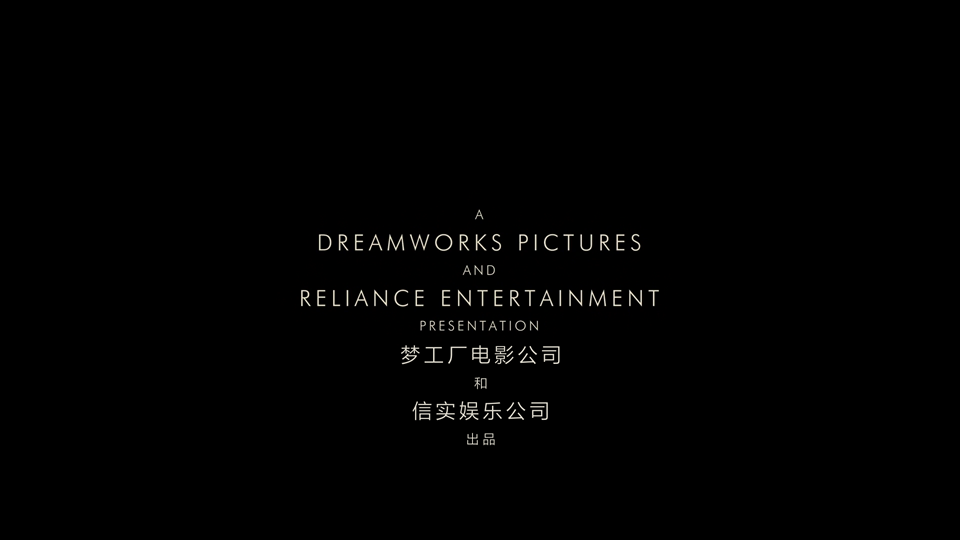 A
DREAMWORKS PICTURES
AND
RELIANCE ENTERTAINMENT
PRESENTATION
梦工厂电影公司
和
信实娱乐公司
出品